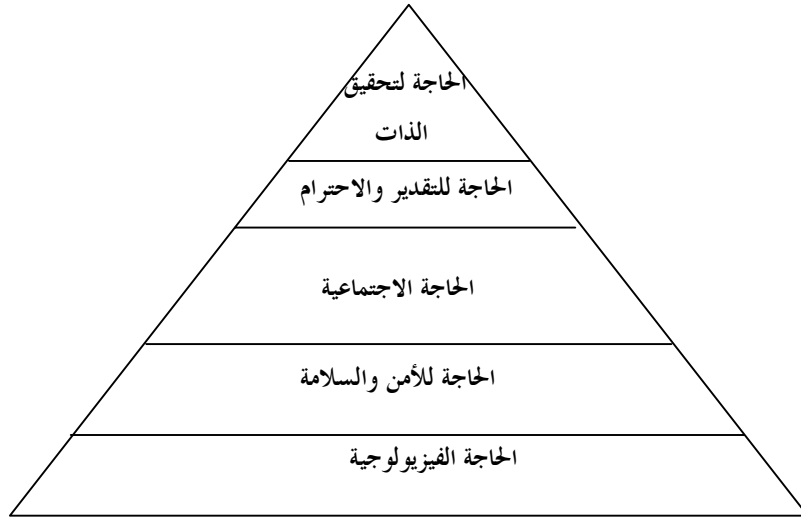 الحاجة لتحقيق
الذات
الحاجة للتقدير والاحترام
الحاجة الاجتماعية
الحاجة للأمن والسلامة
الحاجة الفيزيولوجية